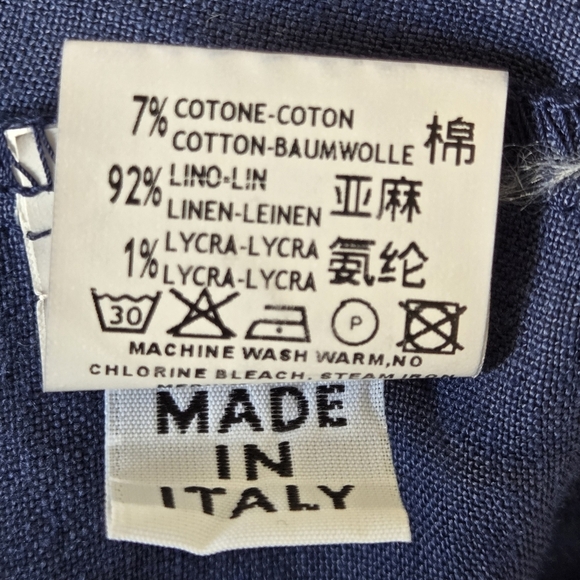 7% COTONE-COTON
COTTON-BAUMWOLLE 棉
92% LINO-LIN
LINEN-LEINEN 亚麻
1% LYCRA-LYCRA
LYCRA-LYCRA 氨纶
30 P
MACHINE WASH WARM,NO
CHLORINE BLEACH, STEAM IRON
MADE
IN
ITALY